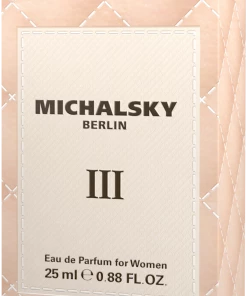 MICHALSKY
BERLIN
III
Eau de Parfum for Women
25 ml ℮ 0.88 FL.OZ.